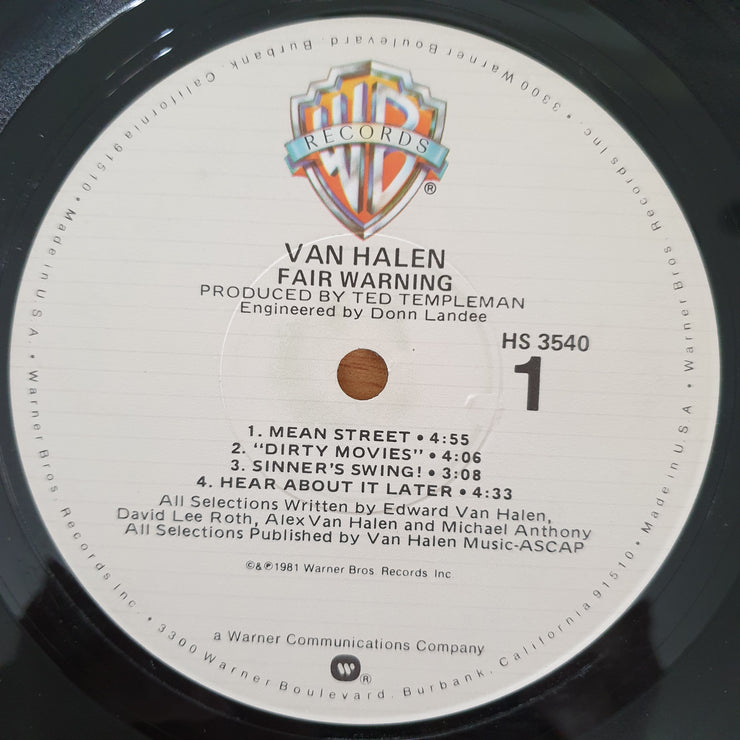 WB
RECORDS
®
VAN HALEN
FAIR WARNING
PRODUCED BY TED TEMPLEMAN
Engineered by Donn Landee
HS 3540
1
1. MEAN STREET • 4:55
2. “DIRTY MOVIES” • 4:06
3. SINNER'S SWING! • 3:08
4. HEAR ABOUT IT LATER • 4:33
All Selections Written by Edward Van Halen,
David Lee Roth, Alex Van Halen and Michael Anthony
All Selections Published by Van Halen Music-ASCAP
©&℗1981 Warner Bros. Records Inc
a Warner Communications Company
®
Warner Bros. Records Inc. • 3300 Warner Boulevard, Burbank, California 91510 • Made in U.S.A. • Warner Bros. Records Inc. • 3300 Warner Boulevard, Burbank, California 91510 • Made in U.S.A. •